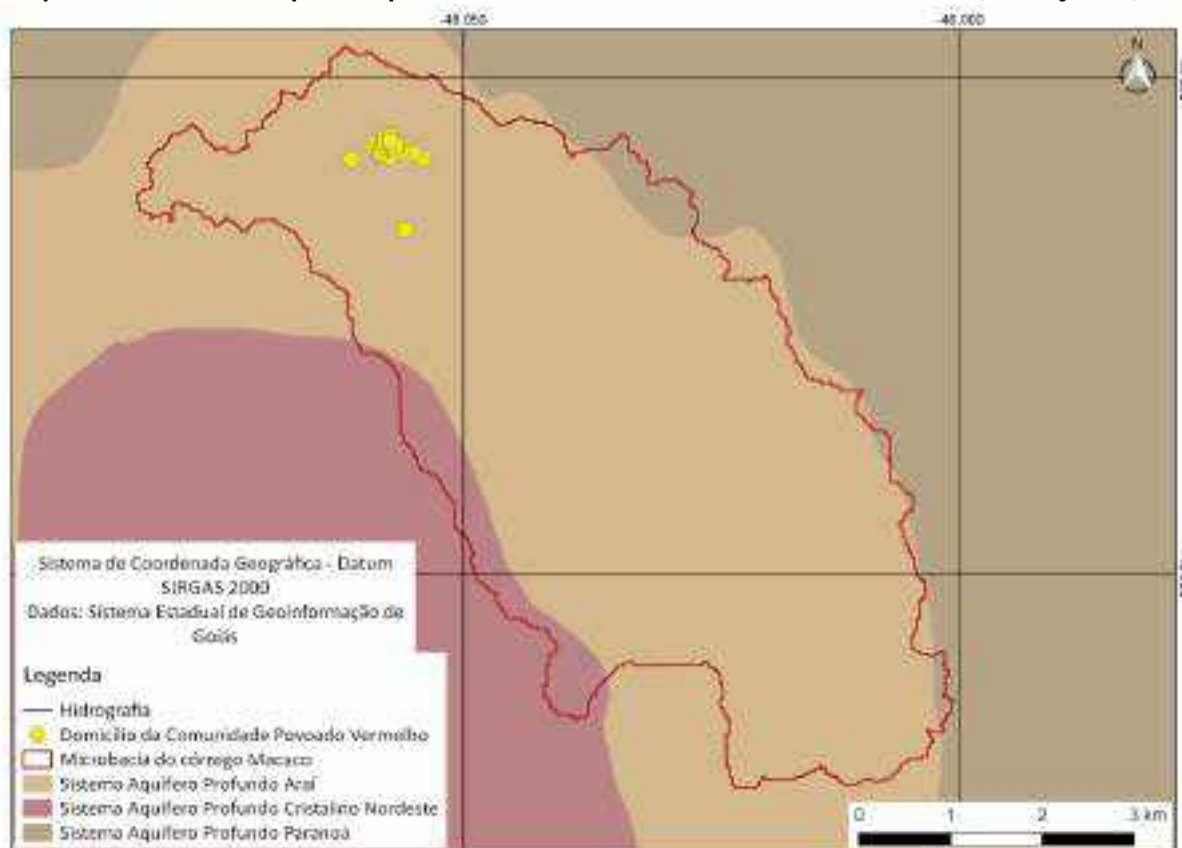 -48.050 -48.000
N
Sistema de Coordenada Geográfica - Datum
SIRGAS 2000
Dados: Sistema Estadual de Geoinformação de
Goiás
Legenda
Hidrografia
Domicílio da Comunidade Povoado Vermelho
Microbacia do córrego Macaco
Sistema Aquífero Profundo Araí
Sistema Aquífero Profundo Cristalino Nordeste
Sistema Aquífero Profundo Paranoá
0 1 2 3 km